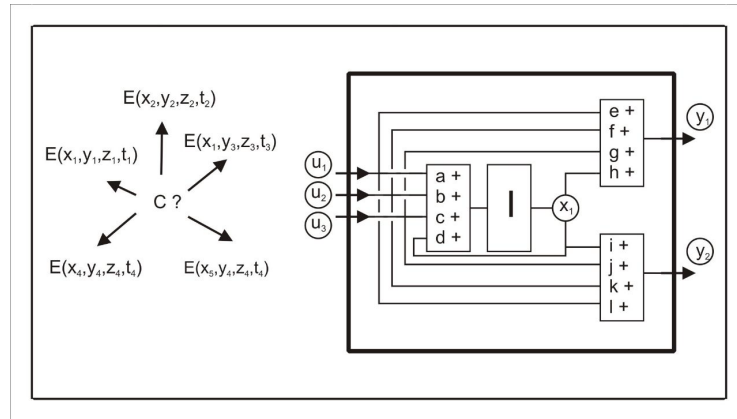 E(x₂,y₂,z₂,t₂)
E(x₁,y₃,z₃,t₃)
E(x₁,y₁,z₁,t₁)
C ?
E(x₄,y₄,z₄,t₄)
E(x₅,y₄,z₄,t₄)
u₁
u₂
u₃
a +
b +
c +
d +
I
x₁
e +
f +
g +
h +
y₁
i +
j +
k +
l +
y₂